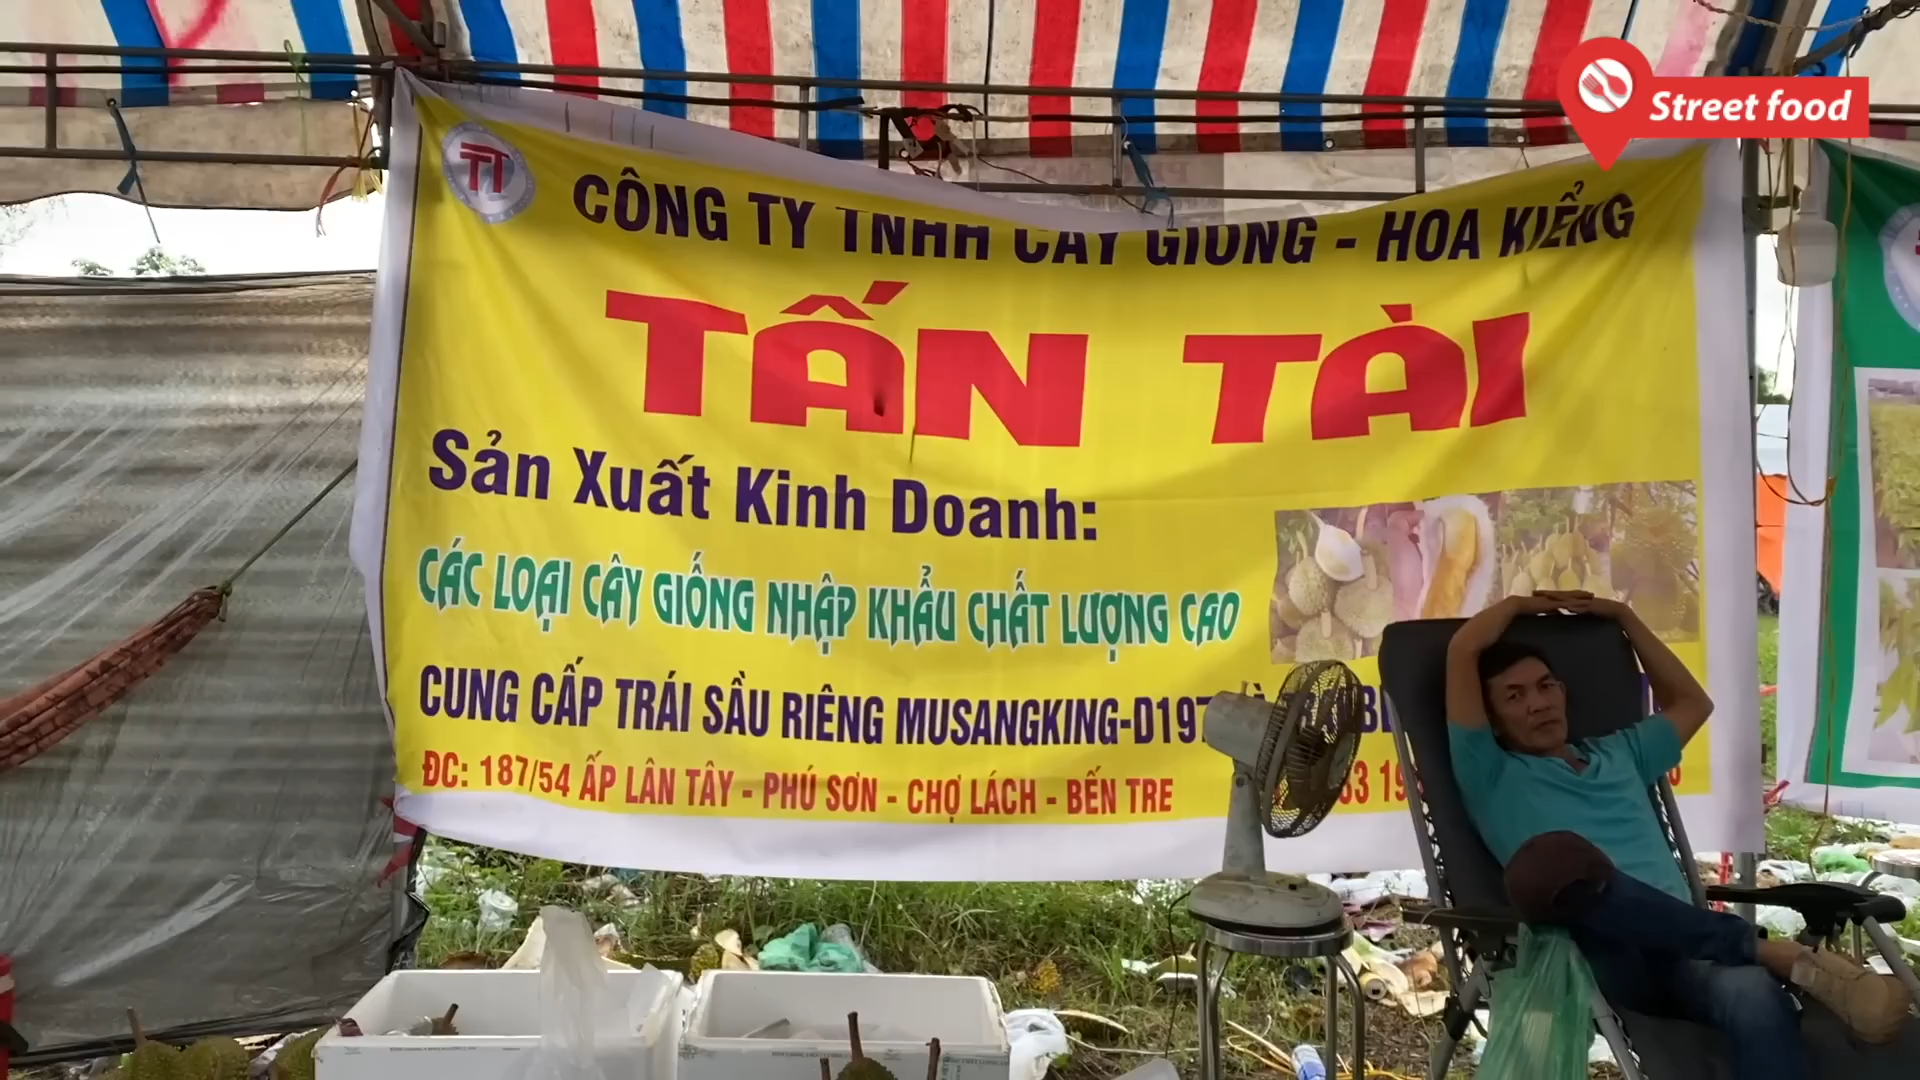 Street food
TT
CÔNG TY TNHH CÂY GIỐNG - HOA KIỂNG
TẤN TÀI
Sản Xuất Kinh Doanh:
CÁC LOẠI CÂY GIỐNG NHẬP KHẨU CHẤT LƯỢNG CAO
CUNG CẤP TRÁI SẦU RIÊNG MUSANGKING-D197
ĐC: 187/54 ẤP LÂN TÂY - PHÚ SƠN - CHỢ LÁCH - BẾN TRE